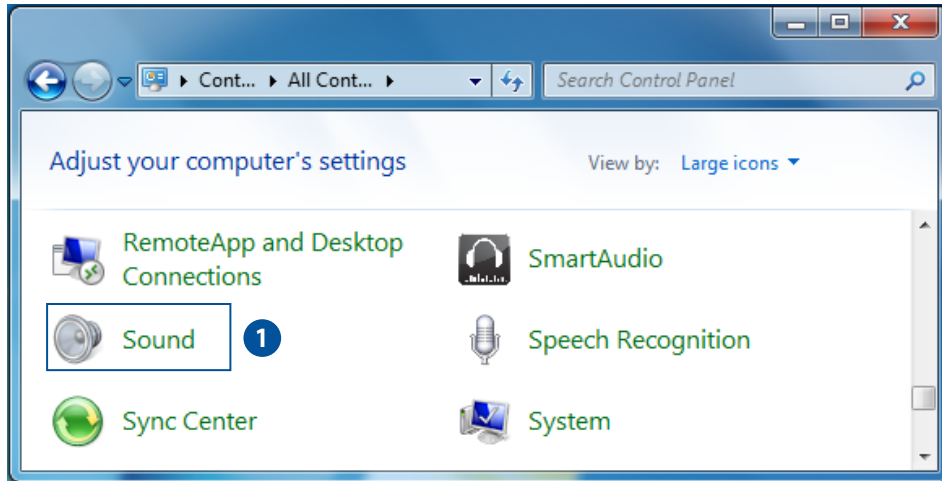 Cont... All Cont...
Search Control Panel
Adjust your computer's settings
View by: Large icons
RemoteApp and Desktop
Connections
SmartAudio
Sound
1
Speech Recognition
Sync Center
System